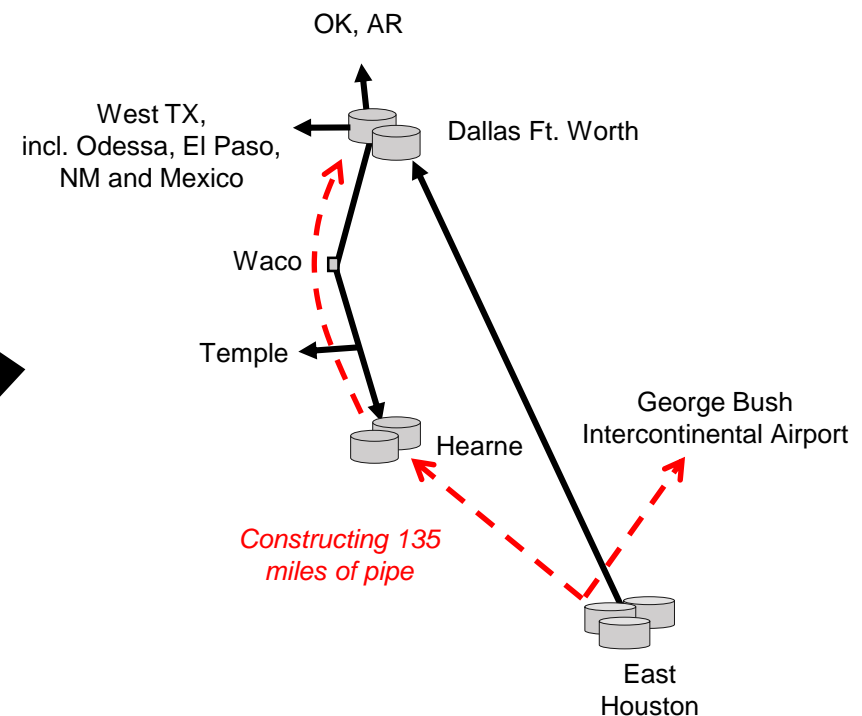 OK, AR
West TX,
incl. Odessa, El Paso,
NM and Mexico
Dallas Ft. Worth
Waco
Temple
George Bush
Intercontinental Airport
Hearne
Constructing 135
miles of pipe
East
Houston